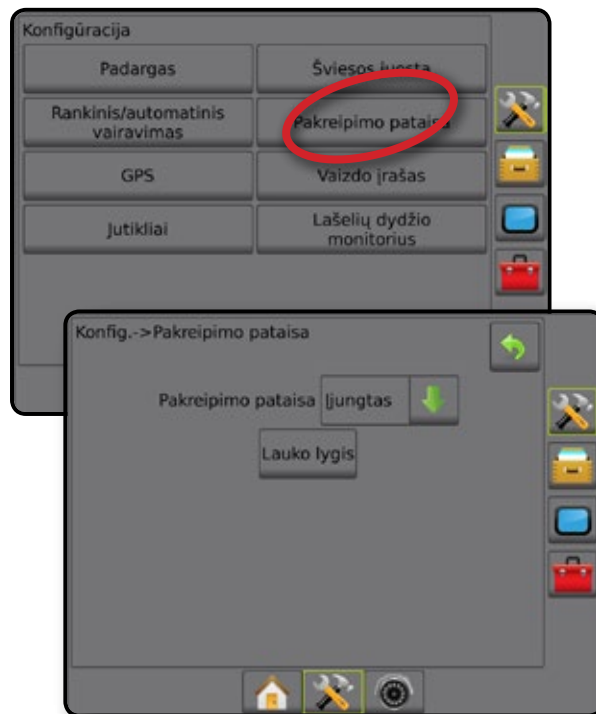 Konfigūracija
Padargas
Šviesos juosta
Rankinis/automatinis
vairavimas
Pakreipimo pataisa
GPS
Vaizdo įrašas
Jutikliai
Lašelių dydžio
monitorius
Konfig.->Pakreipimo pataisa
Pakreipimo pataisa Įjungtas
Lauko lygis